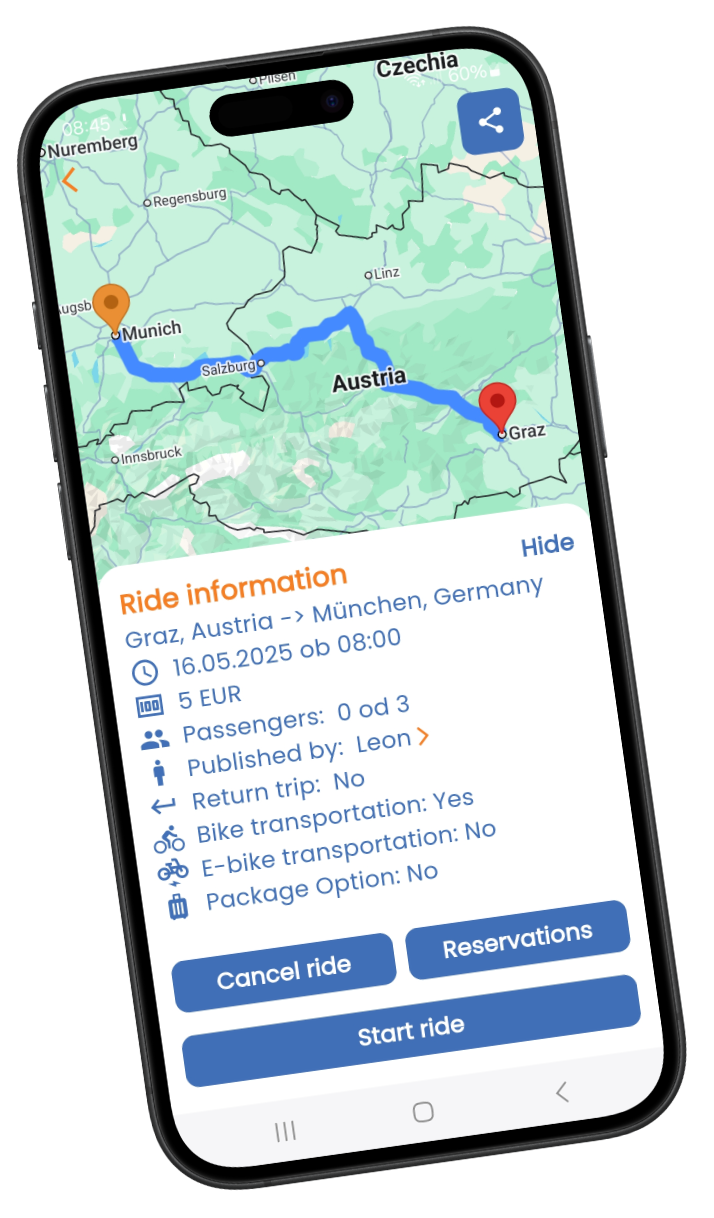 Czechia
Pilsen
60%
08:45
Nuremberg
Regensburg
Linz
Augsb
Munich
Salzburg
Austria
Graz
Innsbruck
Hide
Ride information
Graz, Austria -> München, Germany
16.05.2025 ob 08:00
100
5 EUR
Passengers: 0 od 3
Published by: Leon
Return trip: No
Bike transportation: Yes
E-bike transportation: No
Package Option: No
Cancel ride
Reservations
Start ride